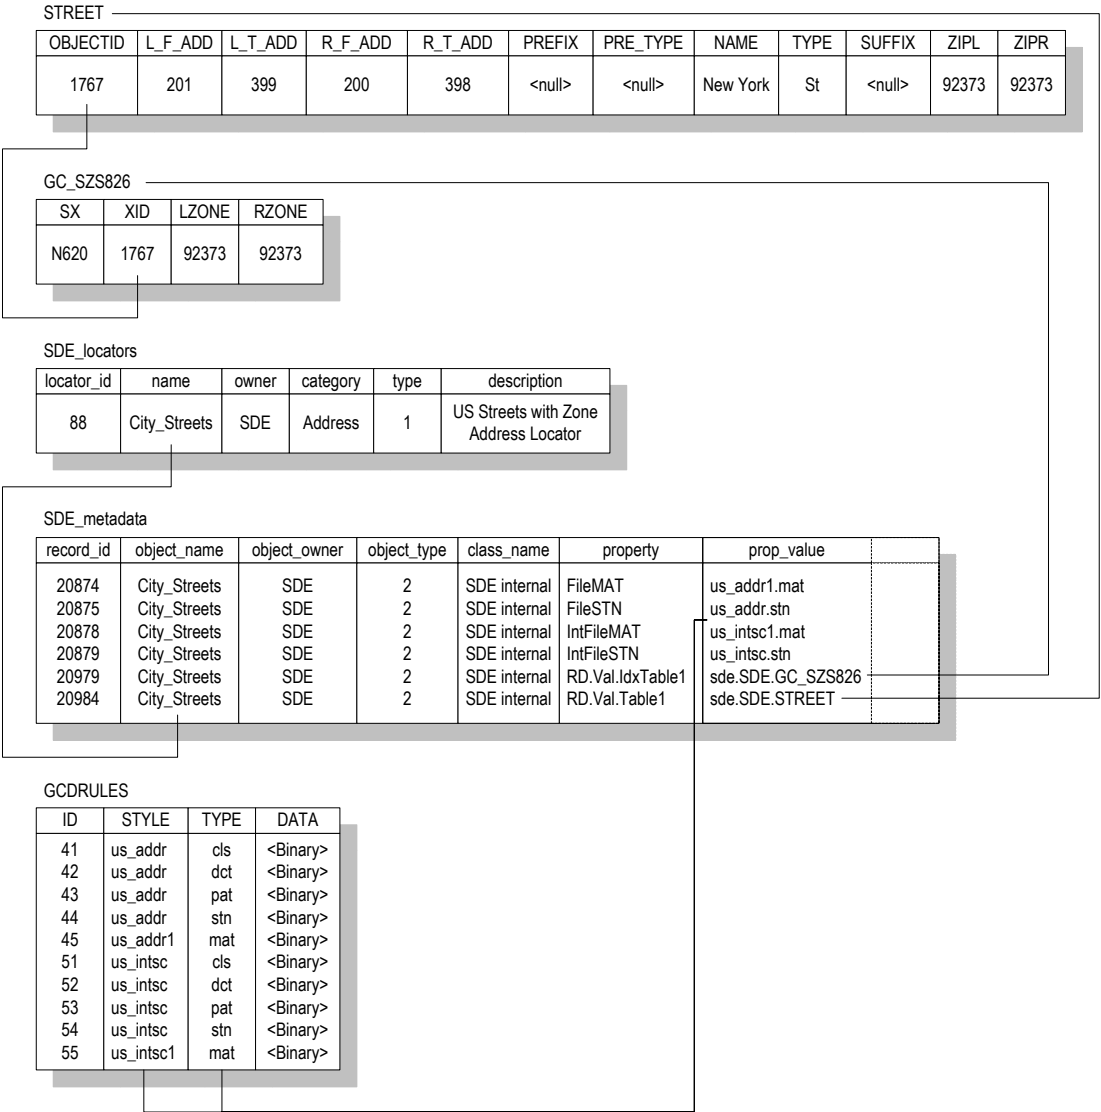 STREET
OBJECTID L_F_ADD L_T_ADD R_F_ADD R_T_ADD PREFIX PRE_TYPE NAME TYPE SUFFIX ZIPL ZIPR
1767 201 399 200 398 <null> <null> New York St <null> 92373 92373
GC_SZS826
SX XID LZONE RZONE
N620 1767 92373 92373
SDE_locators
locator_id name owner category type description
88 City_Streets SDE Address 1 US Streets with Zone
Address Locator
SDE_metadata
record_id object_name object_owner object_type class_name property prop_value
20874 City_Streets SDE 2 SDE internal FileMAT us_addr1.mat
20875 City_Streets SDE 2 SDE internal FileSTN us_addr.stn
20878 City_Streets SDE 2 SDE internal IntFileMAT us_intsc1.mat
20879 City_Streets SDE 2 SDE internal IntFileSTN us_intsc.stn
20979 City_Streets SDE 2 SDE internal RD.Val.IdxTable1 sde.SDE.GC_SZS826
20984 City_Streets SDE 2 SDE internal RD.Val.Table1 sde.SDE.STREET
GCDRULES
ID STYLE TYPE DATA
41 us_addr cls <Binary>
42 us_addr dct <Binary>
43 us_addr pat <Binary>
44 us_addr stn <Binary>
45 us_addr1 mat <Binary>
51 us_intsc cls <Binary>
52 us_intsc dct <Binary>
53 us_intsc pat <Binary>
54 us_intsc stn <Binary>
55 us_intsc1 mat <Binary>